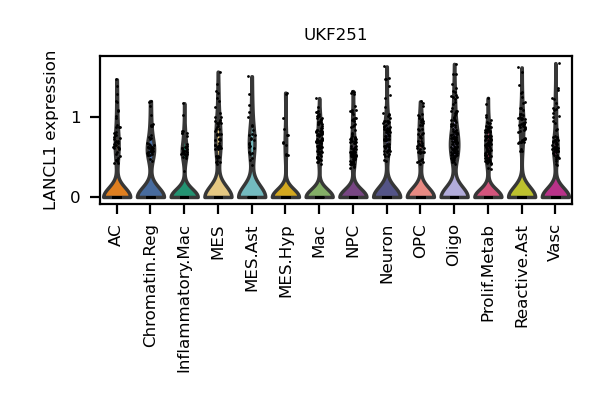 UKF251
LANCL1 expression
1
0
AC
Chromatin.Reg
Inflammatory.Mac
MES
MES.Ast
MES.Hyp
Mac
NPC
Neuron
OPC
Oligo
Prolif.Metab
Reactive.Ast
Vasc